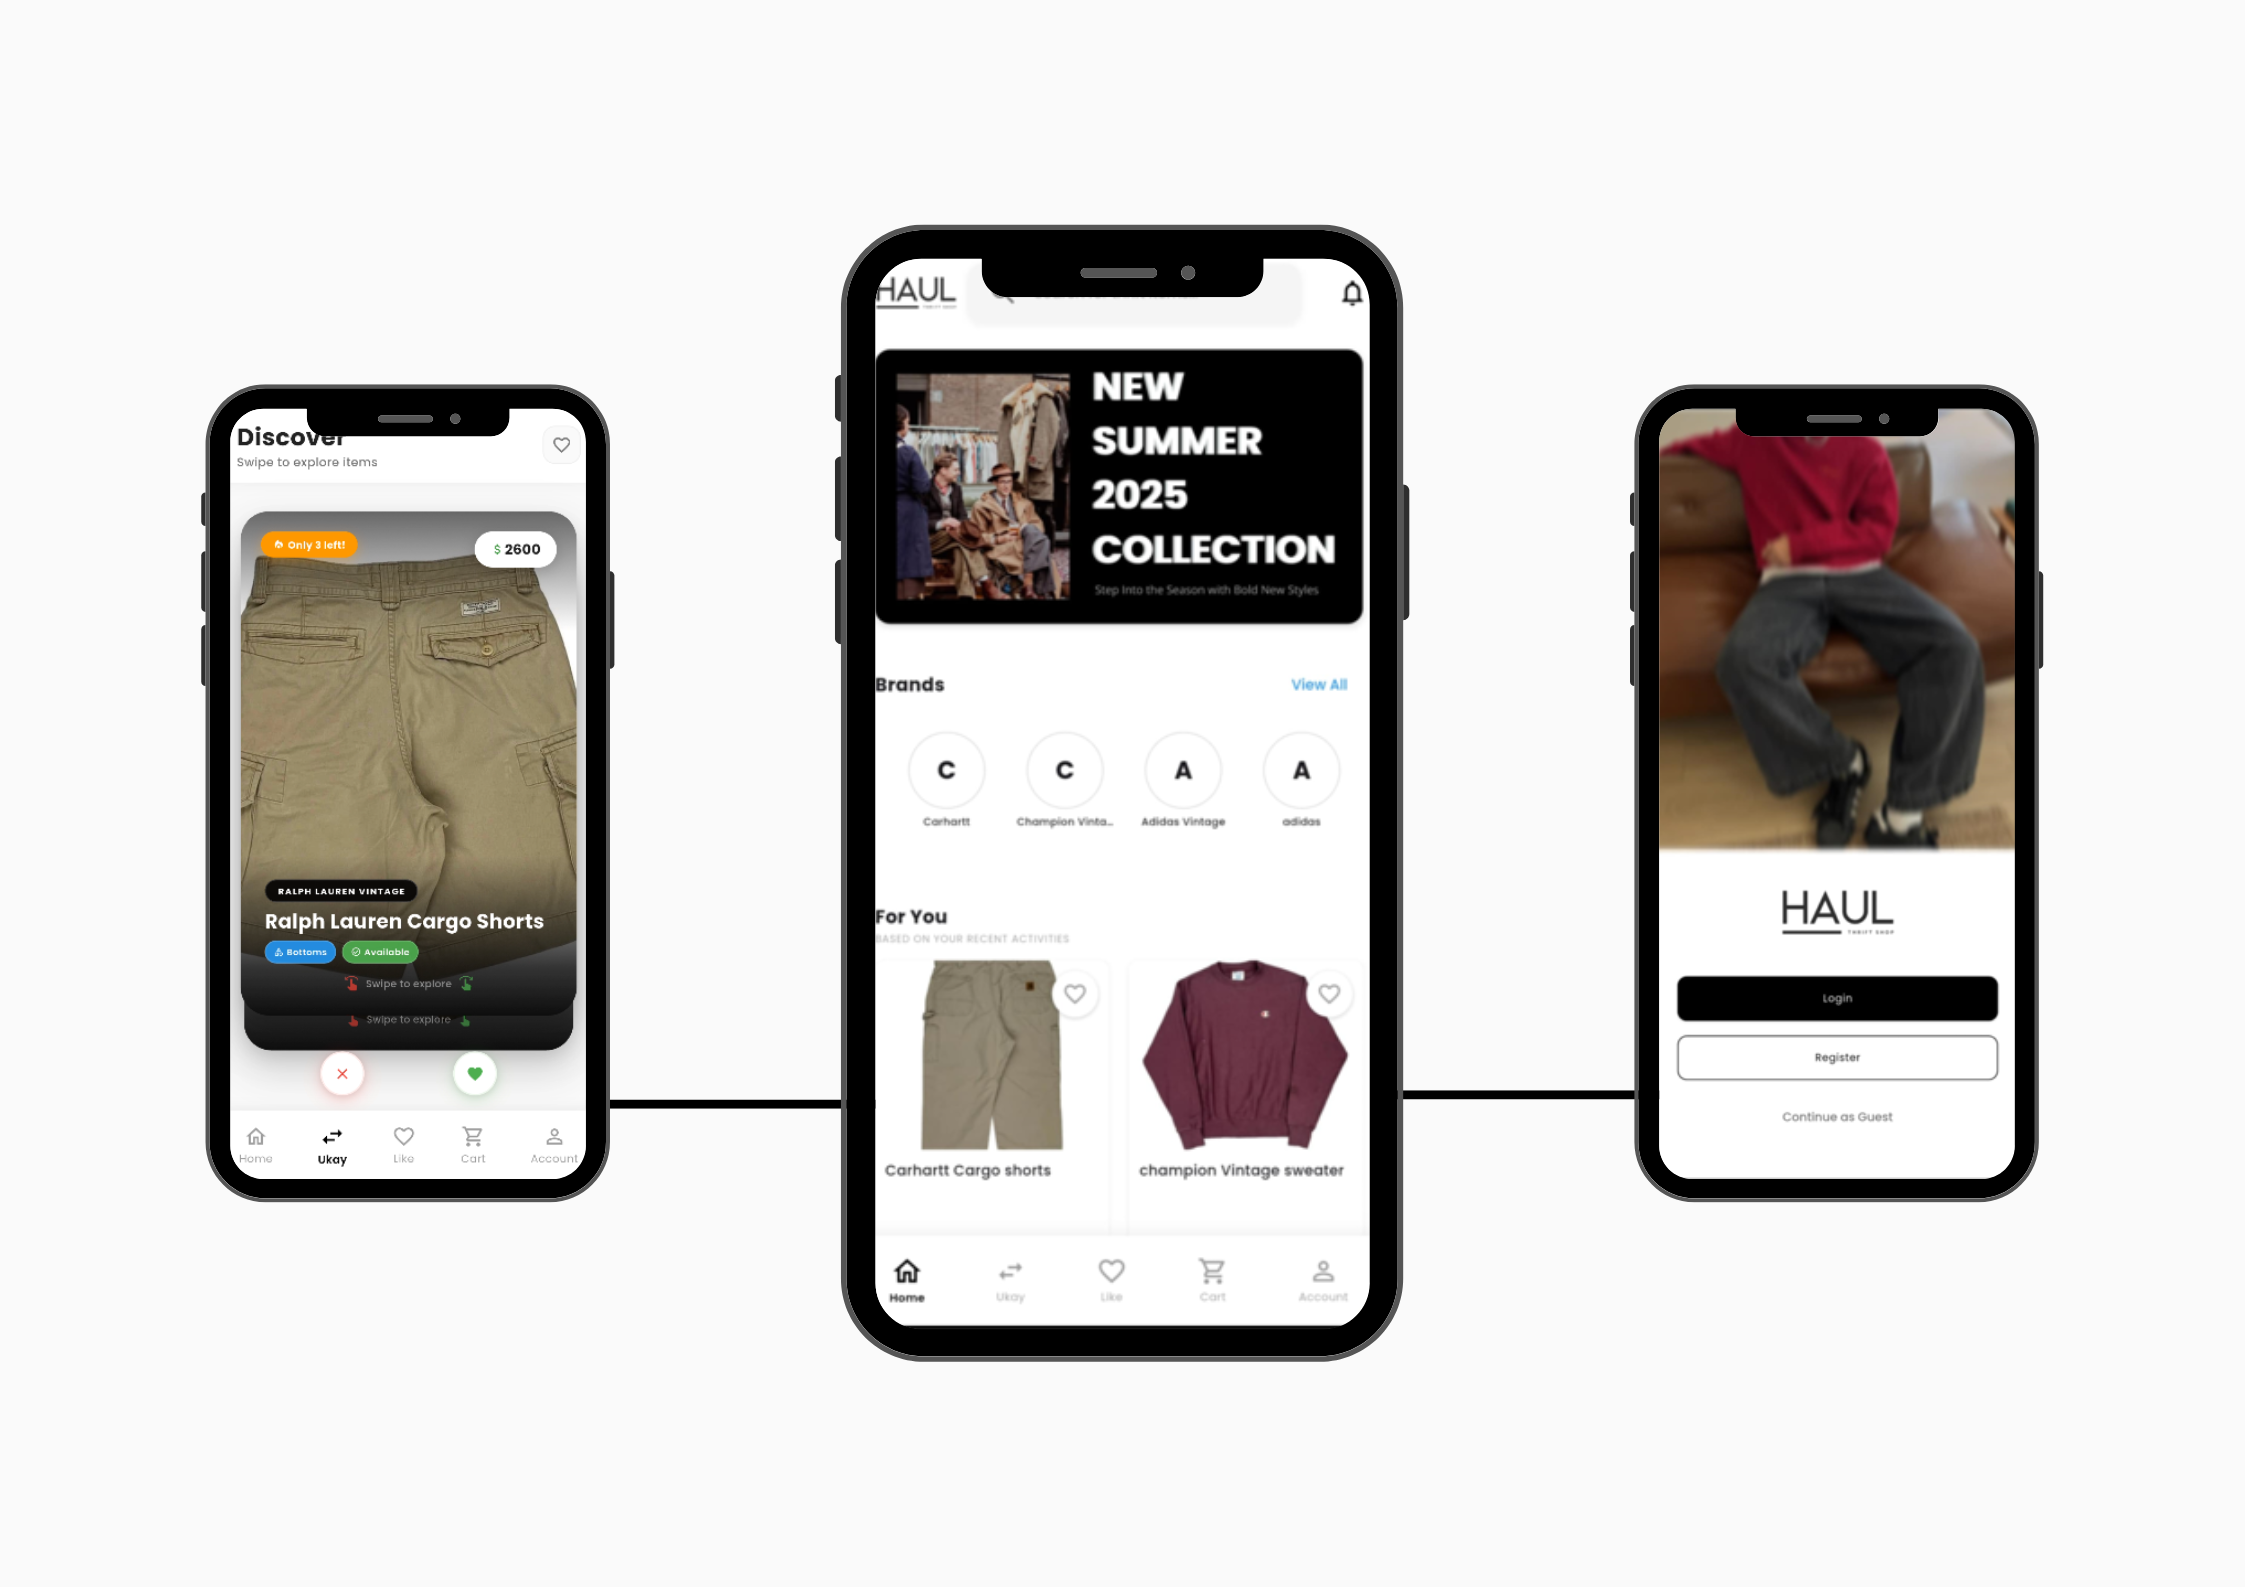 Discover
Swipe to explore items
Only 3 left!
$ 2600
RALPH LAUREN VINTAGE
Ralph Lauren Cargo Shorts
Bottoms
Available
Swipe to explore
Swipe to explore
Home
Ukay
Like
Cart
Account
HAUL
THRIFT SHOP
NEW
SUMMER
2025
COLLECTION
Step Into the Season with Bold New Styles
Brands
View All
C
C
A
A
Carhartt
Champion Vinta...
Adidas Vintage
adidas
For You
BASED ON YOUR RECENT ACTIVITIES
Carhartt Cargo shorts
champion Vintage sweater
Home
Ukay
Like
Cart
Account
HAUL
THRIFT SHOP
Login
Register
Continue as Guest